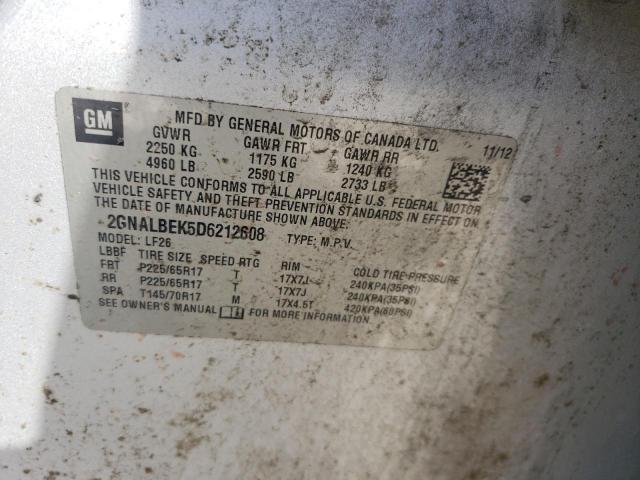 GM
MFD BY GENERAL MOTORS OF CANADA LTD.
GVWR GAWR FRT GAWR RR 11/12
2250 KG 1175 KG 1240 KG
4960 LB 2590 LB 2733 LB
THIS VEHICLE CONFORMS TO ALL APPLICABLE U.S. FEDERAL MOTOR
VEHICLE SAFETY AND THEFT PREVENTION STANDARDS IN EFFECT ON
THE DATE OF MANUFACTURE SHOWN ABOVE.
2GNALBEK5D6212608 TYPE: M.P.V.
MODEL: LF26
LBBF TIRE SIZE SPEED RTG RIM COLD TIRE PRESSURE
FRT P225/65R17 T 17X7J 240KPA(35PSI)
RR P225/65R17 T 17X7J 240KPA(35PSI)
SPA T145/70R17 M 17X4.5T 420KPA(60PSI)
SEE OWNER'S MANUAL FOR MORE INFORMATION.